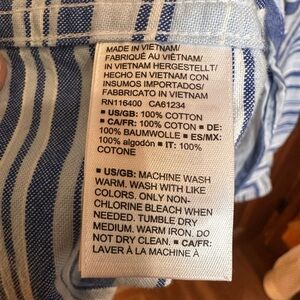 MADE IN VIETNAM/
FABRIQUÉ AU VIÊTNAM/
IN VIETNAM HERGESTELLT/
HECHO EN VIETNAM CON
INSUMOS IMPORTADOS/
FABBRICATO IN VIETNAM
RN116400 CA61234
■ US/GB: 100% COTTON
■ CA/FR: 100% COTON ■ DE:
100% BAUMWOLLE ■ ES/MX:
100% algodón ■ IT: 100%
COTONE
■ US/GB: MACHINE WASH
WARM. WASH WITH LIKE
COLORS. ONLY NON-
CHLORINE BLEACH WHEN
NEEDED. TUMBLE DRY
MEDIUM. WARM IRON. DO
NOT DRY CLEAN. ■ CA/FR:
LAVER À LA MACHINE À